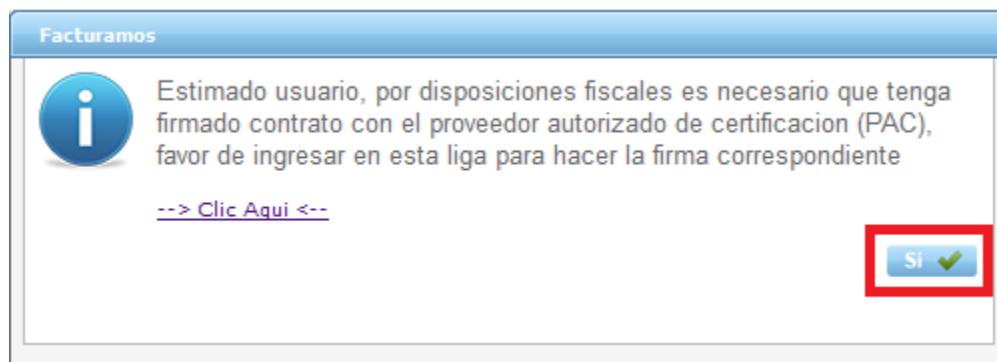 Facturamos
Estimado usuario, por disposiciones fiscales es necesario que tenga
firmado contrato con el proveedor autorizado de certificacion (PAC),
favor de ingresar en esta liga para hacer la firma correspondiente
--> Clic Aqui <--
Si